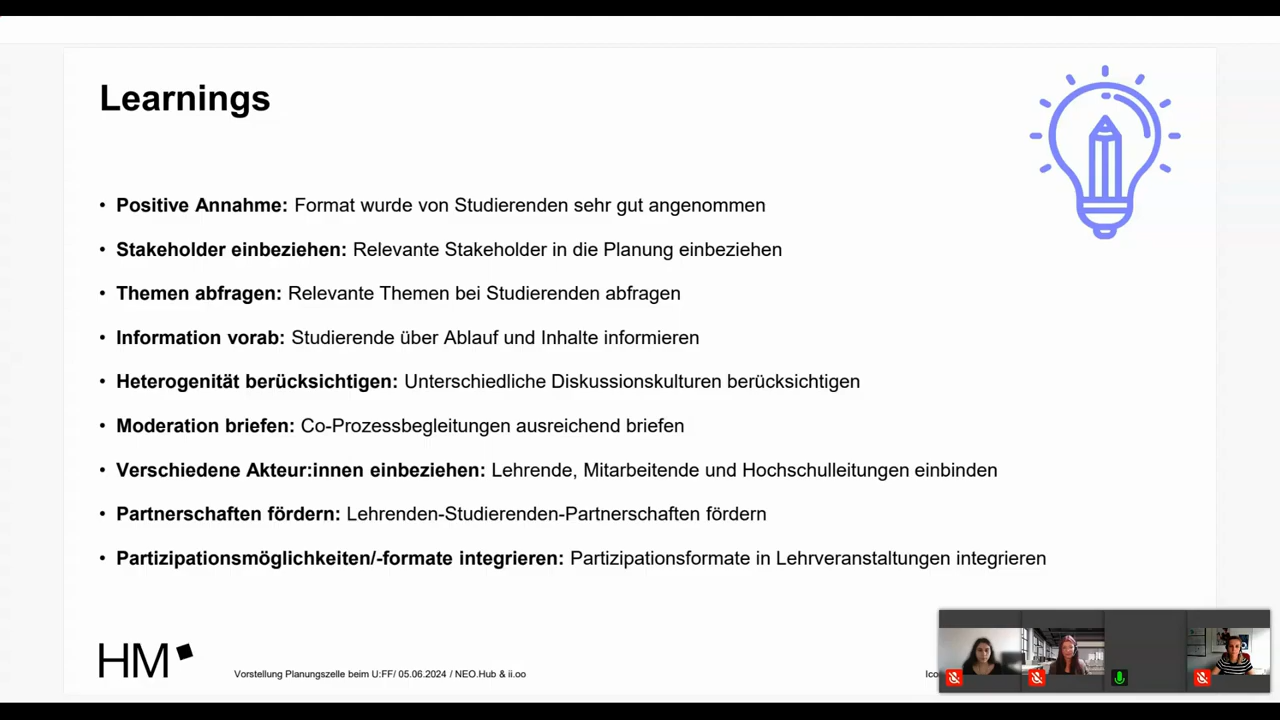 Learnings
• Positive Annahme: Format wurde von Studierenden sehr gut angenommen
• Stakeholder einbeziehen: Relevante Stakeholder in die Planung einbeziehen
• Themen abfragen: Relevante Themen bei Studierenden abfragen
• Information vorab: Studierende über Ablauf und Inhalte informieren
• Heterogenität berücksichtigen: Unterschiedliche Diskussionskulturen berücksichtigen
• Moderation briefen: Co-Prozessbegleitungen ausreichend briefen
• Verschiedene Akteur:innen einbeziehen: Lehrende, Mitarbeitende und Hochschulleitungen einbinden
• Partnerschaften fördern: Lehrenden-Studierenden-Partnerschaften fördern
• Partizipationsmöglichkeiten/-formate integrieren: Partizipationsformate in Lehrveranstaltungen integrieren
HM
Vorstellung Planungszelle beim U:FF/ 05.06.2024 / NEO.Hub & ii.oo